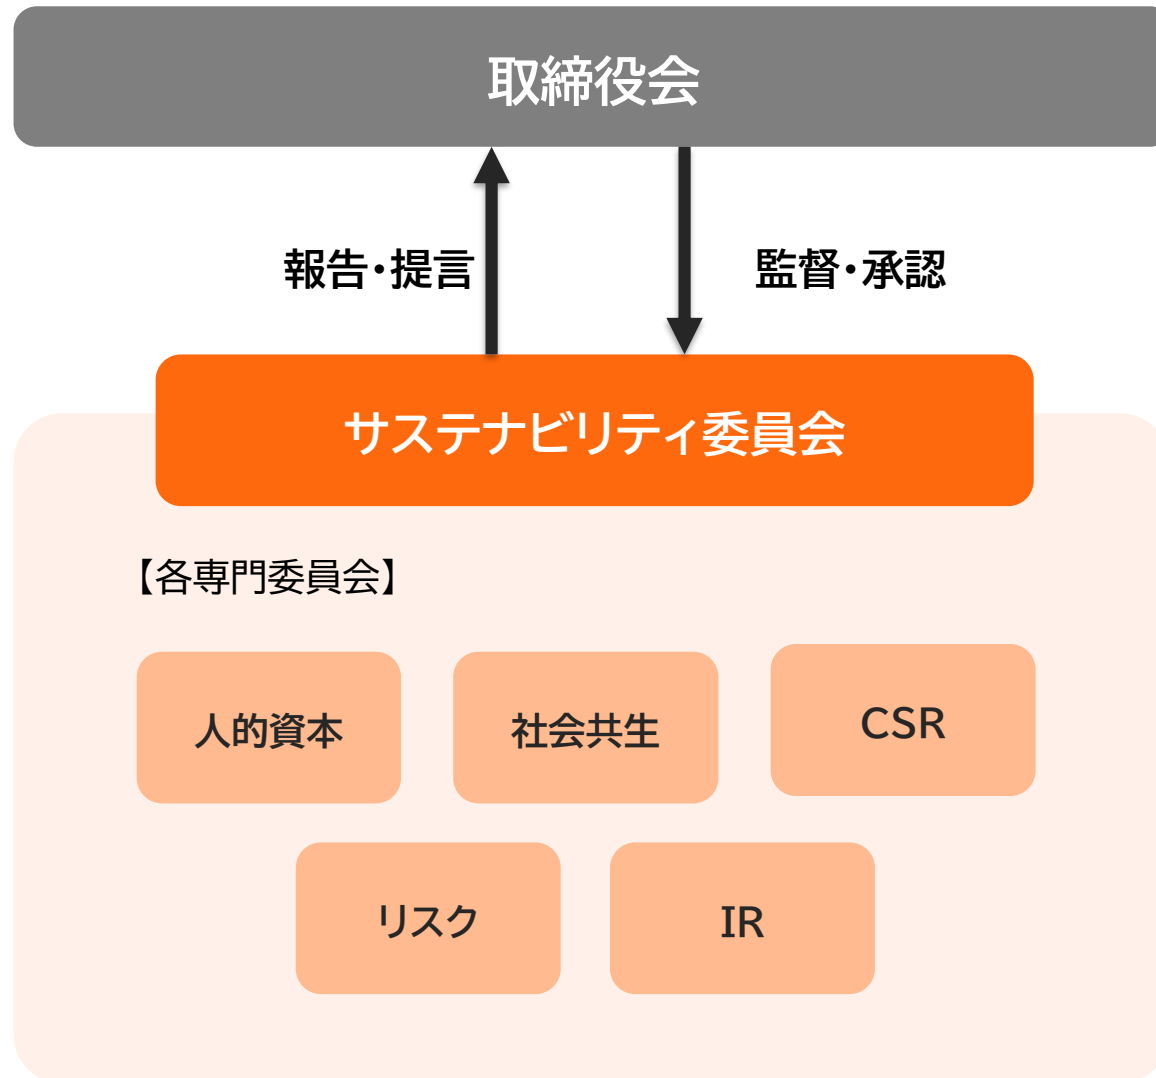 取締役会
報告・提言
監督・承認
サステナビリティ委員会
【各専門委員会】
人的資本
社会共生
CSR
リスク
IR